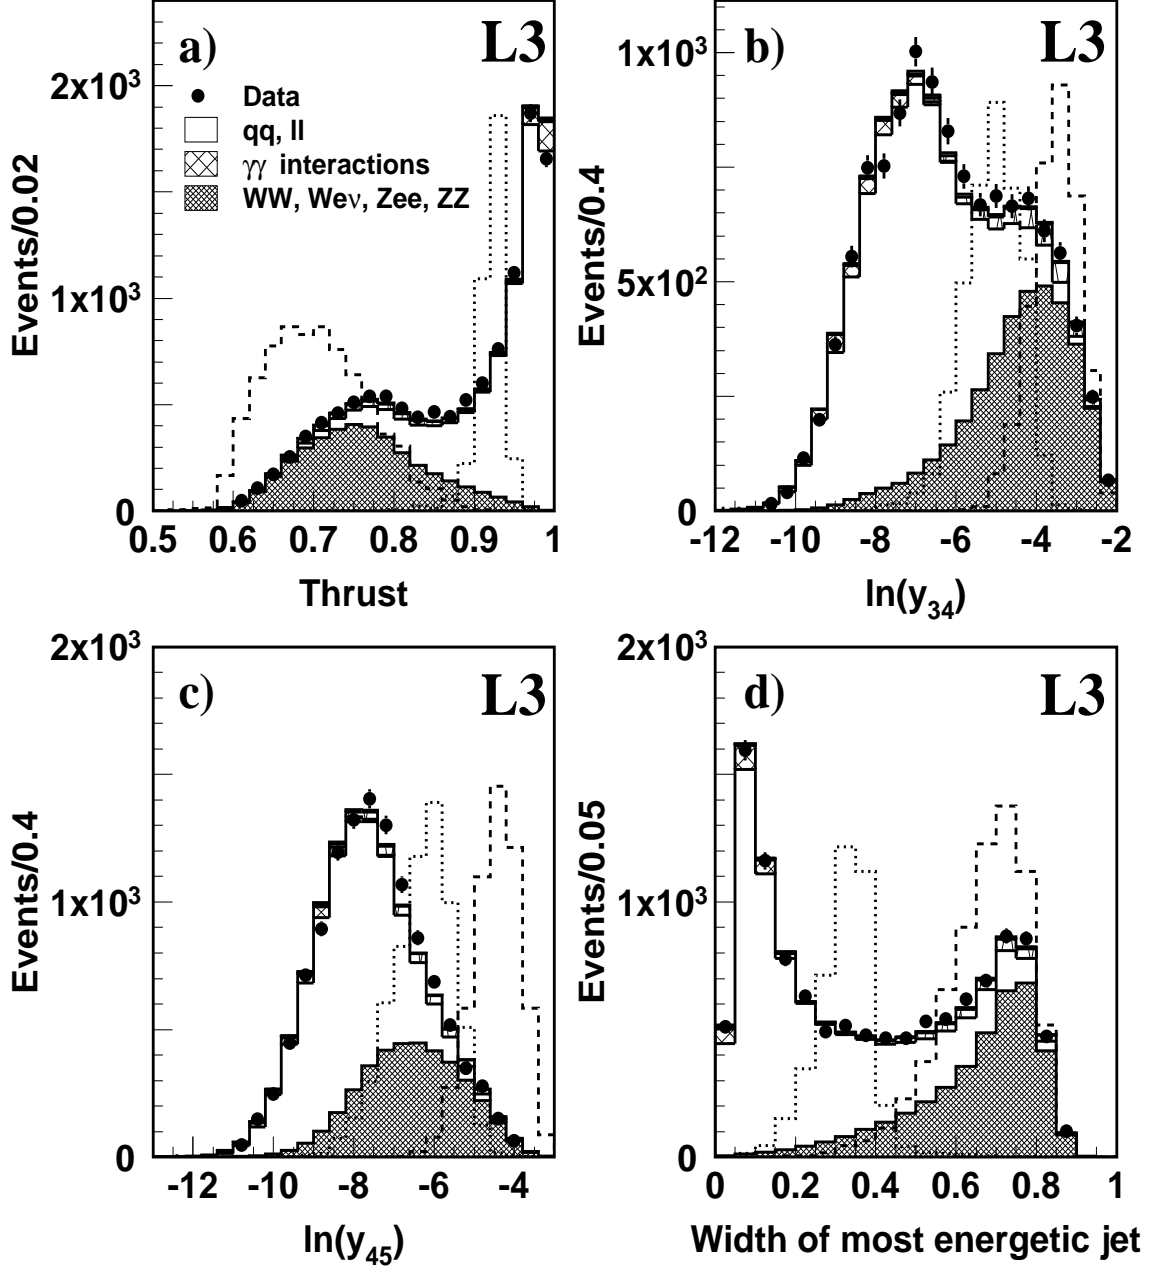 a) L3
Data
qq, ll
γγ interactions
WW, Weν, Zee, ZZ
Events/0.02
2x10³
1x10³
0
0.5 0.6 0.7 0.8 0.9 1
Thrust
b) L3
Events/0.4
1x10³
5x10²
0
-12 -10 -8 -6 -4 -2
ln(y₃₄)
c) L3
Events/0.4
2x10³
1x10³
0
-12 -10 -8 -6 -4
ln(y₄₅)
d) L3
Events/0.05
2x10³
1x10³
0
0 0.2 0.4 0.6 0.8 1
Width of most energetic jet